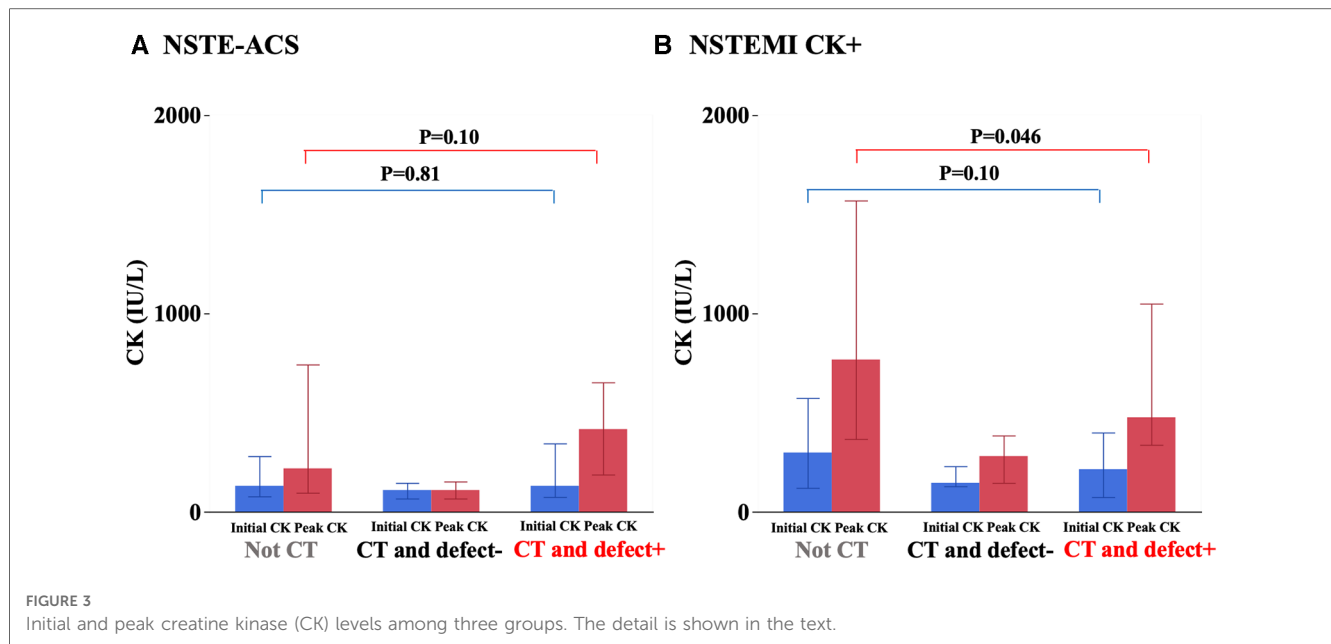 A NSTE-ACS
2000
P=0.10
P=0.81
CK (IU/L)
1000
0
Initial CK Peak CK Initial CK Peak CK Initial CK Peak CK
Not CT CT and defect- CT and defect+
B NSTEMI CK+
2000
P=0.046
P=0.10
CK (IU/L)
1000
0
Initial CK Peak CK Initial CK Peak CK Initial CK Peak CK
Not CT CT and defect- CT and defect+
FIGURE 3
Initial and peak creatine kinase (CK) levels among three groups. The detail is shown in the text.